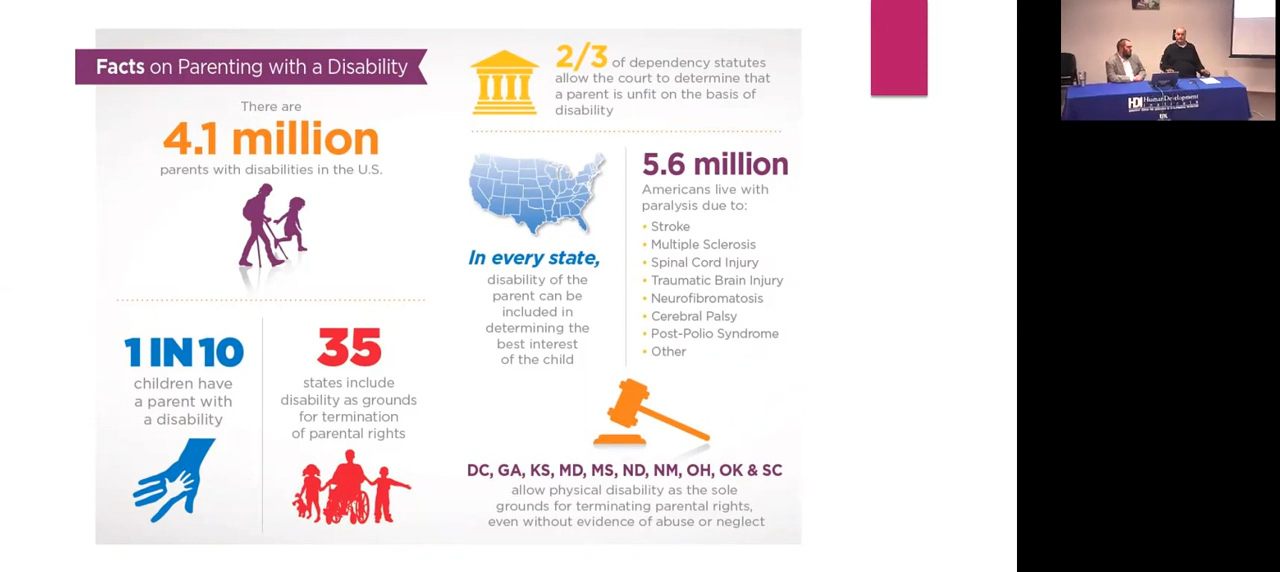 Facts on Parenting with a Disability
There are
4.1 million
parents with disabilities in the U.S.
1 IN 10
children have
a parent with
a disability
35
states include
disability as grounds
for termination
of parental rights
2/3 of dependency statutes
allow the court to determine that
a parent is unfit on the basis of
disability
In every state,
disability of the
parent can be
included in
determining the
best interest
of the child
5.6 million
Americans live with
paralysis due to:
• Stroke
• Multiple Sclerosis
• Spinal Cord Injury
• Traumatic Brain Injury
• Neurofibromatosis
• Cerebral Palsy
• Post-Polio Syndrome
• Other
DC, GA, KS, MD, MS, ND, NM, OH, OK & SC
allow physical disability as the sole
grounds for terminating parental rights,
even without evidence of abuse or neglect
HDI Human Development
UK